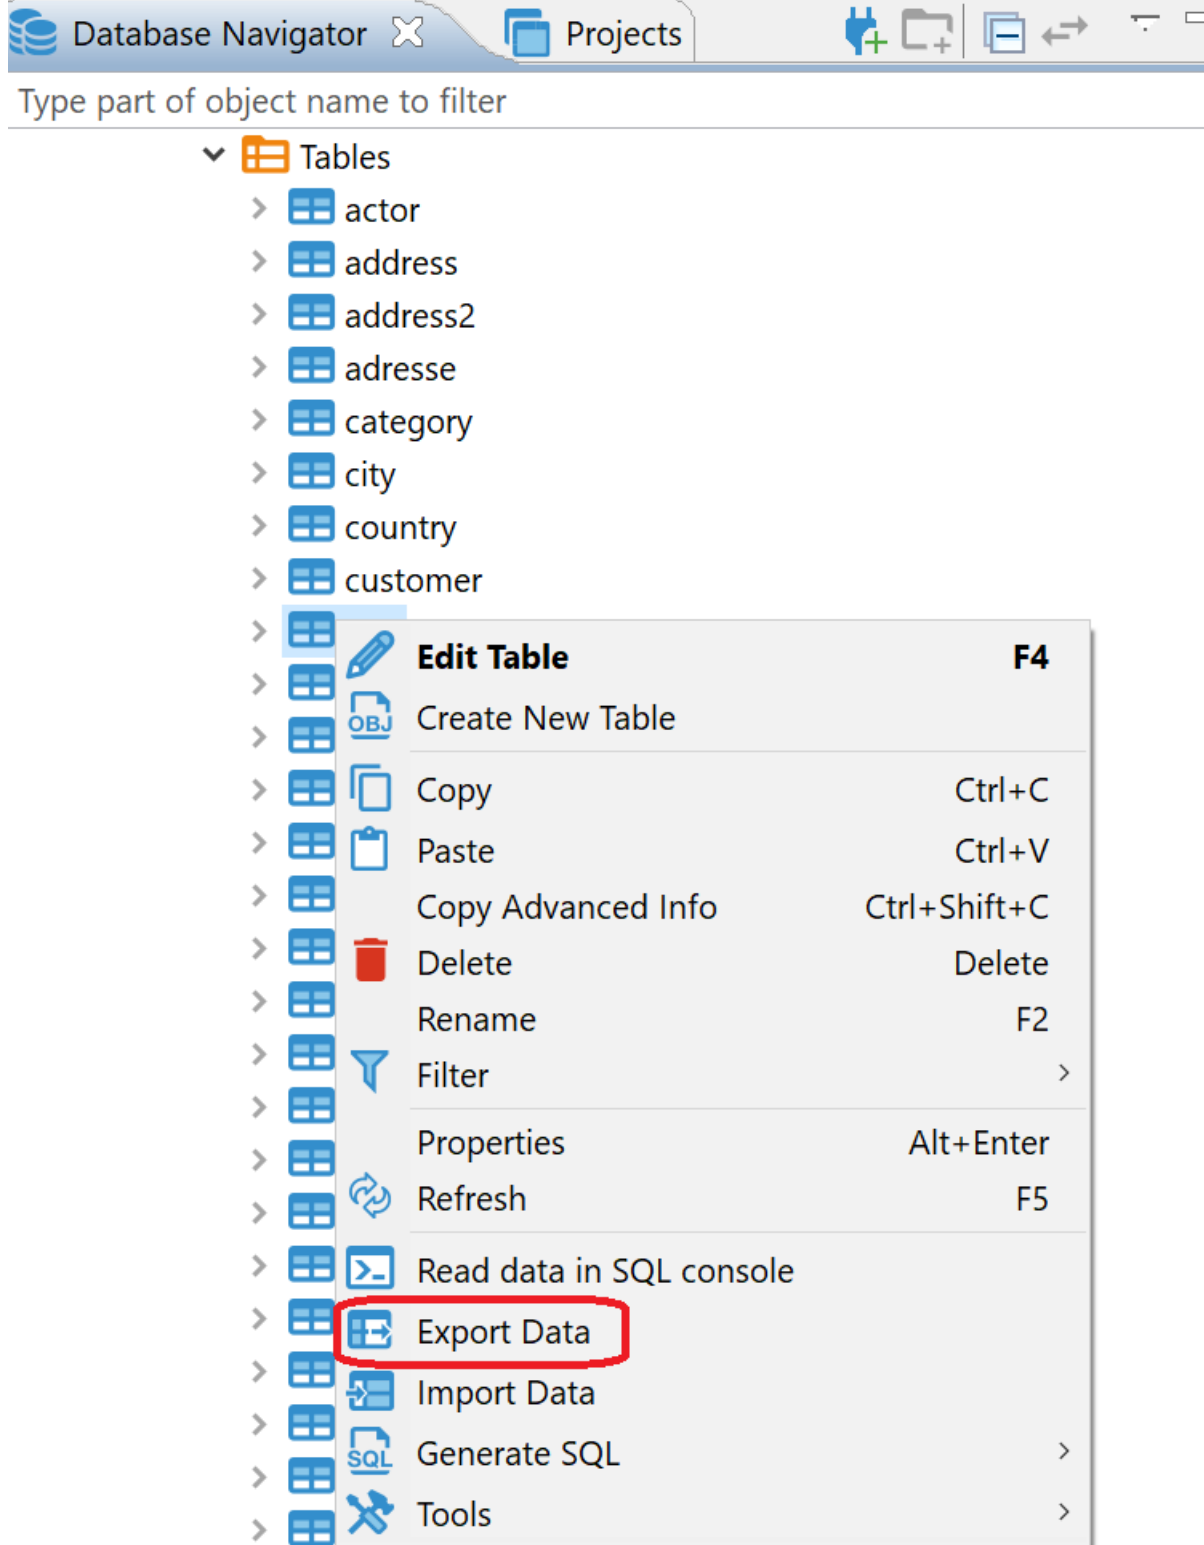 Database Navigator
Projects
Type part of object name to filter
Tables
actor
address
address2
adresse
category
city
country
customer
Edit Table F4
OBJ
Create New Table
Copy Ctrl+C
Paste Ctrl+V
Copy Advanced Info Ctrl+Shift+C
Delete Delete
Rename F2
Filter
Properties Alt+Enter
Refresh F5
Read data in SQL console
Export Data
Import Data
SQL
Generate SQL
Tools